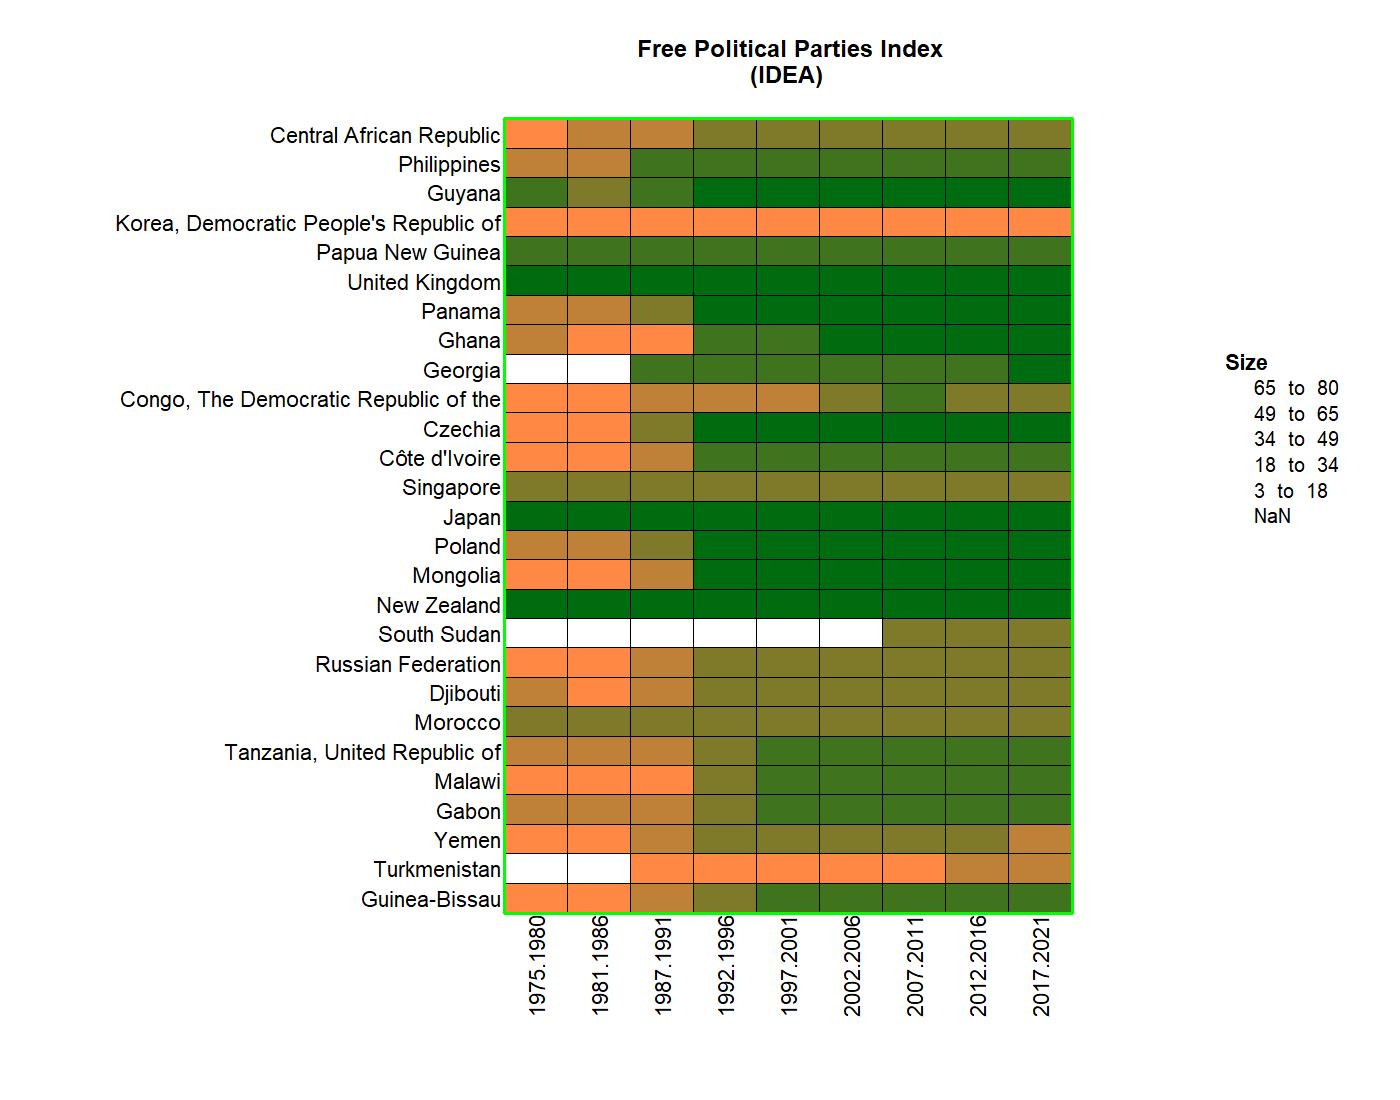 Free Political Parties Index
(IDEA)
Central African Republic
Philippines
Guyana
Korea, Democratic People's Republic of
Papua New Guinea
United Kingdom
Panama
Ghana
Georgia
Congo, The Democratic Republic of the
Czechia
Côte d'Ivoire
Singapore
Japan
Poland
Mongolia
New Zealand
South Sudan
Russian Federation
Djibouti
Morocco
Tanzania, United Republic of
Malawi
Gabon
Yemen
Turkmenistan
Guinea-Bissau
1975.1980
1981.1986
1987.1991
1992.1996
1997.2001
2002.2006
2007.2011
2012.2016
2017.2021
Size
65 to 80
49 to 65
34 to 49
18 to 34
3 to 18
NaN